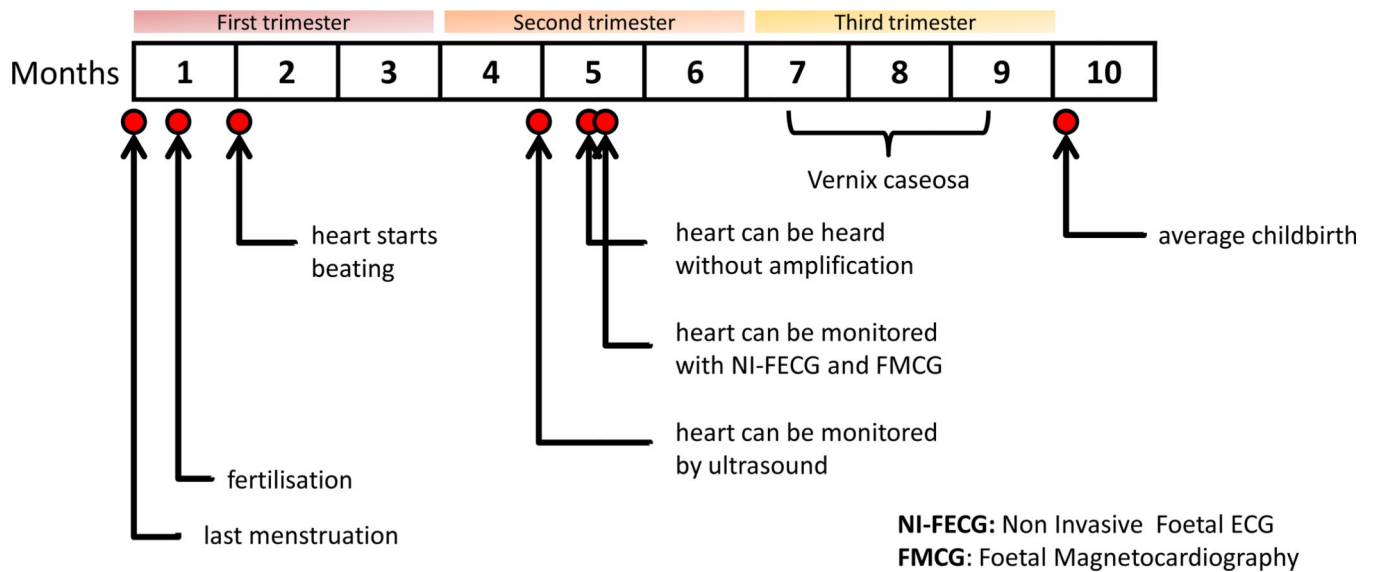 First trimester
Second trimester
Third trimester
Months 1 2 3 4 5 6 7 8 9 10
Vernix caseosa
heart starts
beating
heart can be heard
without amplification
average childbirth
heart can be monitored
with NI-FECG and FMCG
heart can be monitored
by ultrasound
fertilisation
last menstruation
NI-FECG: Non Invasive Foetal ECG
FMCG: Foetal Magnetocardiography